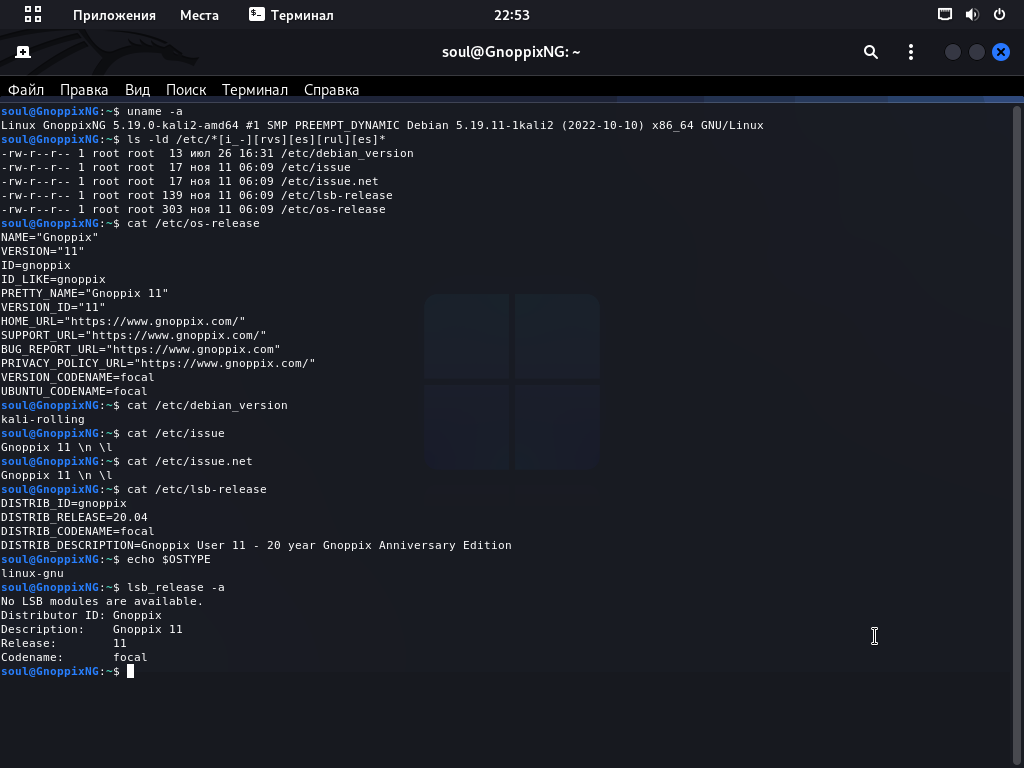 Приложения Места Терминал 22:53
soul@GnoppixNG: ~
Файл Правка Вид Поиск Терминал Справка
soul@GnoppixNG:~$ uname -a
Linux GnoppixNG 5.19.0-kali2-amd64 #1 SMP PREEMPT_DYNAMIC Debian 5.19.11-1kali2 (2022-10-10) x86_64 GNU/Linux
soul@GnoppixNG:~$ ls -ld /etc/*[i_-][rvs][es][rul][es]*
-rw-r--r-- 1 root root  13 июл 26 16:31 /etc/debian_version
-rw-r--r-- 1 root root  17 ноя 11 06:09 /etc/issue
-rw-r--r-- 1 root root  17 ноя 11 06:09 /etc/issue.net
-rw-r--r-- 1 root root 139 ноя 11 06:09 /etc/lsb-release
-rw-r--r-- 1 root root 303 ноя 11 06:09 /etc/os-release
soul@GnoppixNG:~$ cat /etc/os-release
NAME="Gnoppix"
VERSION="11"
ID=gnoppix
ID_LIKE=gnoppix
PRETTY_NAME="Gnoppix 11"
VERSION_ID="11"
HOME_URL="https://www.gnoppix.com/"
SUPPORT_URL="https://www.gnoppix.com/"
BUG_REPORT_URL="https://www.gnoppix.com"
PRIVACY_POLICY_URL="https://www.gnoppix.com/"
VERSION_CODENAME=focal
UBUNTU_CODENAME=focal
soul@GnoppixNG:~$ cat /etc/debian_version
kali-rolling
soul@GnoppixNG:~$ cat /etc/issue
Gnoppix 11 \n \l
soul@GnoppixNG:~$ cat /etc/issue.net
Gnoppix 11 \n \l
soul@GnoppixNG:~$ cat /etc/lsb-release
DISTRIB_ID=gnoppix
DISTRIB_RELEASE=20.04
DISTRIB_CODENAME=focal
DISTRIB_DESCRIPTION=Gnoppix User 11 - 20 year Gnoppix Anniversary Edition
soul@GnoppixNG:~$ echo $OSTYPE
linux-gnu
soul@GnoppixNG:~$ lsb_release -a
No LSB modules are available.
Distributor ID: Gnoppix
Description:    Gnoppix 11
Release:        11
Codename:       focal
soul@GnoppixNG:~$